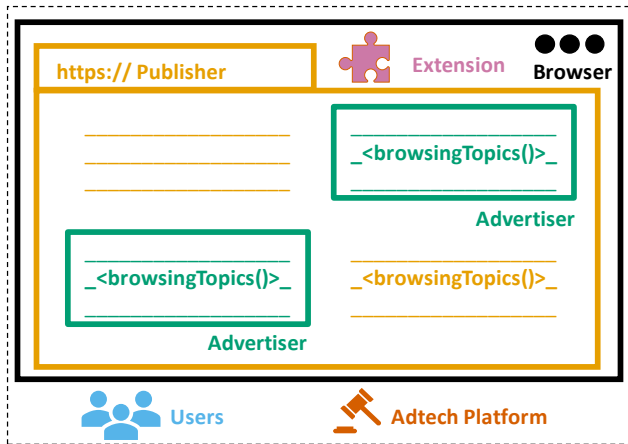 https:// Publisher
Extension
Browser
_<browsingTopics()>_
Advertiser
_<browsingTopics()>_
Advertiser
_<browsingTopics()>_
Users
Adtech Platform